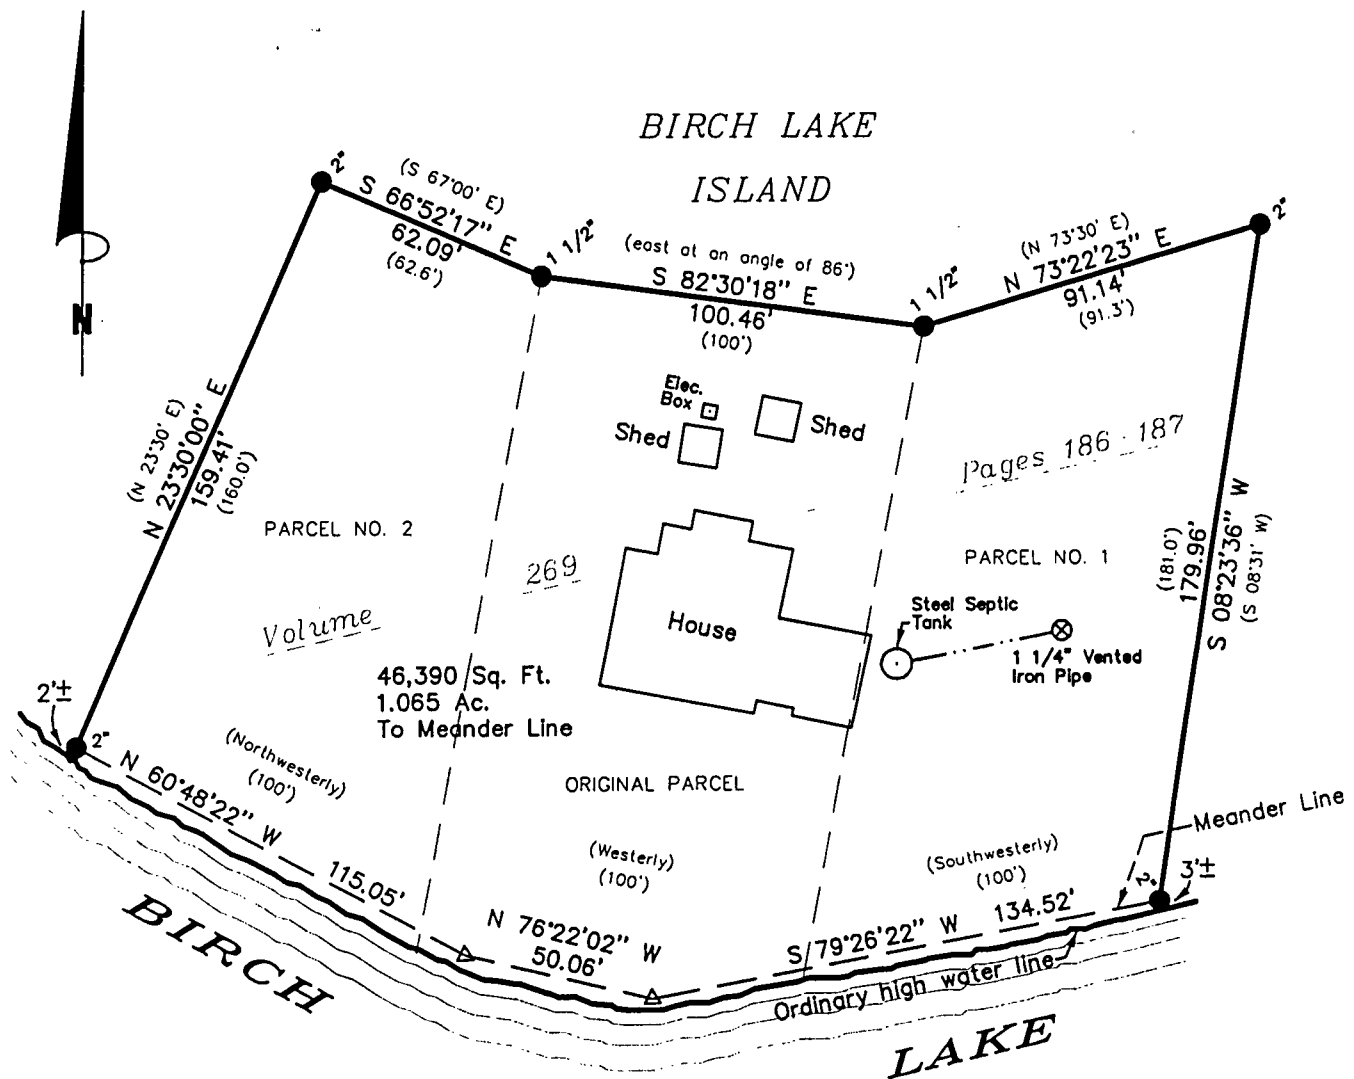 BIRCH LAKE
ISLAND
N
2"
(S 67°00' E)
S 66°52'17" E
62.09'
(62.6')
1 1/2"
(east at an angle of 86°)
S 82°30'18" E
100.46'
(100')
1 1/2"
(N 73°30' E)
N 73°22'23" E
91.14'
(91.3')
2"
Elec.
Box
Shed
Shed
(N 23°30' E)
N 23°30'00" E
159.41'
(160.0')
Pages 186-187
PARCEL NO. 2
269
Volume
House
PARCEL NO. 1
Steel Septic
Tank
1 1/4" Vented
Iron Pipe
(181.0')
179.96'
S 08°23'36" W
(S 08°31' W)
46,390 Sq. Ft.
1.065 Ac.
To Meander Line
2'±
2"
(Northwesterly)
(100')
N 60°48'22" W
115.05'
ORIGINAL PARCEL
(Westerly)
(100')
N 76°22'02" W
50.06'
(Southwesterly)
(100')
S 79°26'22" W
134.52'
Meander Line
2"
3'±
Ordinary high water line
BIRCH
LAKE